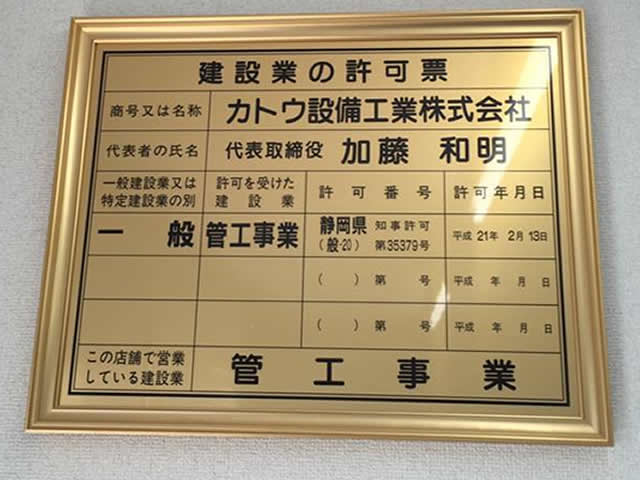 建設業の許可票
商号又は名称 カトウ設備工業株式会社
代表者の氏名 代表取締役 加藤 和明
一般建設業又は
特定建設業の別
許可を受けた
建設業
許可番号 許可年月日
一般 管工事業
静岡県 知事許可
(般-20) 第35379号
平成 21年 2月 13日
( ) 第 号 平成 年 月 日
( ) 第 号 平成 年 月 日
この店舗で営業
している建設業
管工事業